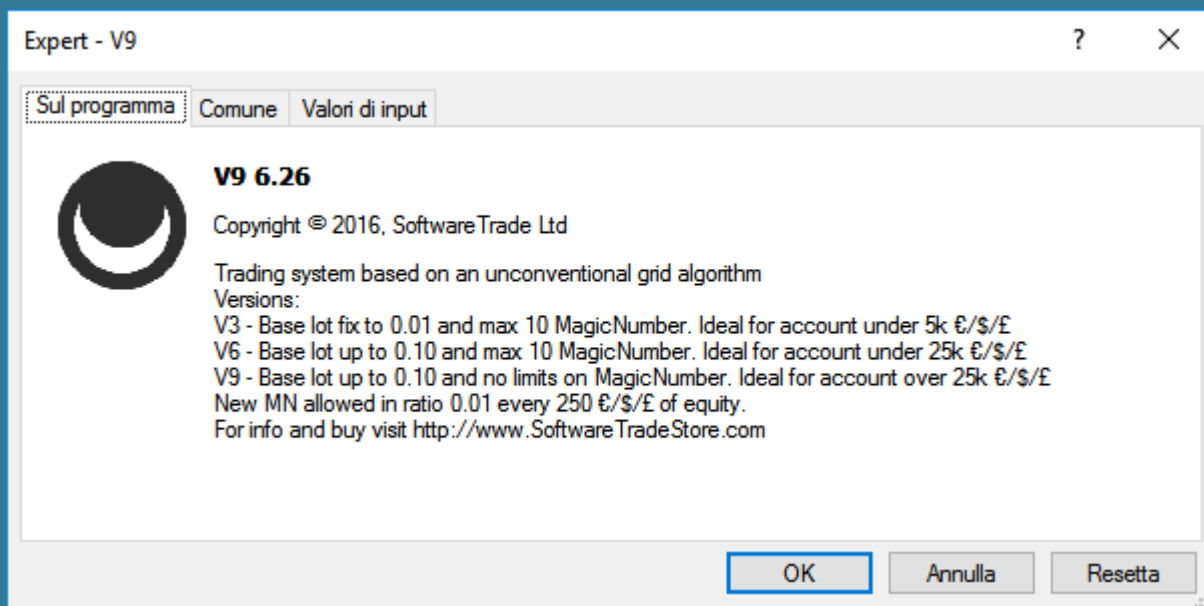 Expert - V9
?
Sul programma Comune Valori di input
V9 6.26
Copyright © 2016, SoftwareTrade Ltd
Trading system based on an unconventional grid algorithm
Versions:
V3 - Base lot fix to 0.01 and max 10 MagicNumber. Ideal for account under 5k €/$/£
V6 - Base lot up to 0.10 and max 10 MagicNumber. Ideal for account under 25k €/$/£
V9 - Base lot up to 0.10 and no limits on MagicNumber. Ideal for account over 25k €/$/£
New MN allowed in ratio 0.01 every 250 €/$/£ of equity.
For info and buy visit http://www.SoftwareTradeStore.com
OK Annulla Resetta